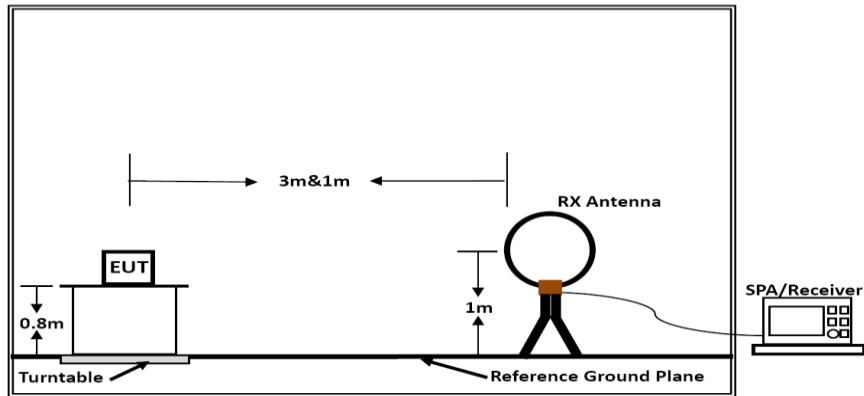 3m&1m
RX Antenna
EUT
SPA/Receiver
0.8m
1m
Turntable
Reference Ground Plane